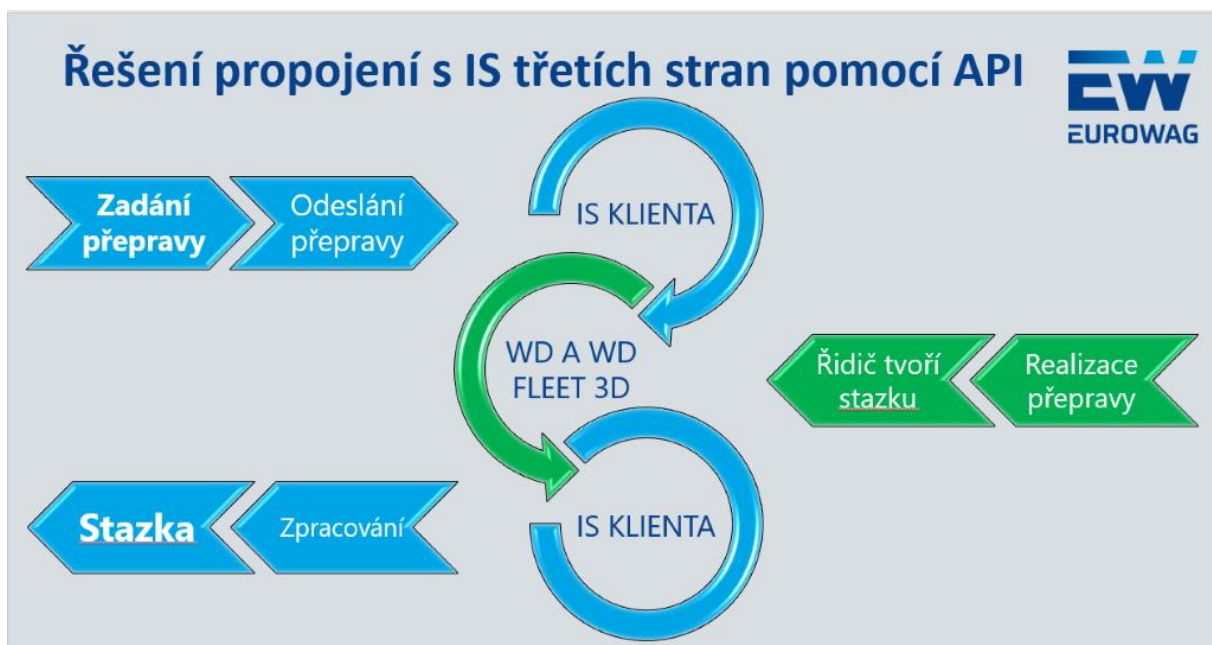 Řešení propojení s IS třetích stran pomocí API
EW
EUROWAG
Zadání
přepravy
Odeslání
přepravy
IS KLIENTA
WD A WD
FLEET 3D
Řidič tvoří
stazku
Realizace
přepravy
Stazka
Zpracování
IS KLIENTA